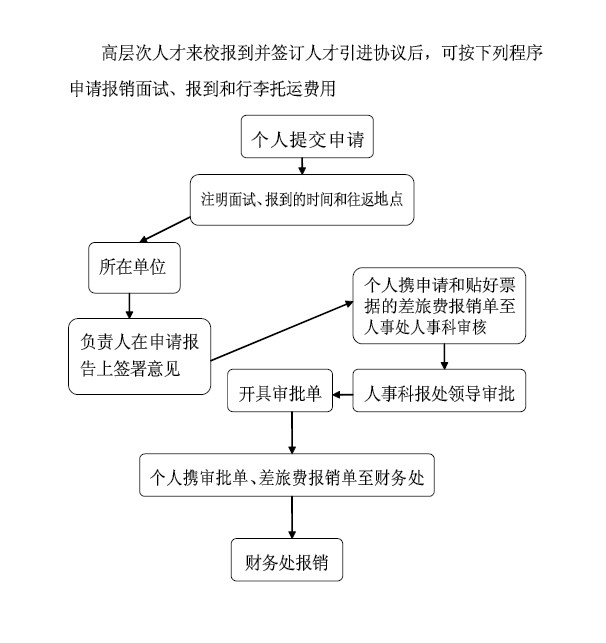 高层次人才来校报到并签订人才引进协议后，可按下列程序
申请报销面试、报到和行李托运费用
个人提交申请
注明面试、报到的时间和往返地点
所在单位
负责人在申请报
告上签署意见
个人携申请和贴好票
据的差旅费报销单至
人事处人事科审核
人事科报处领导审批
开具审批单
个人携审批单、差旅费报销单至财务处
财务处报销